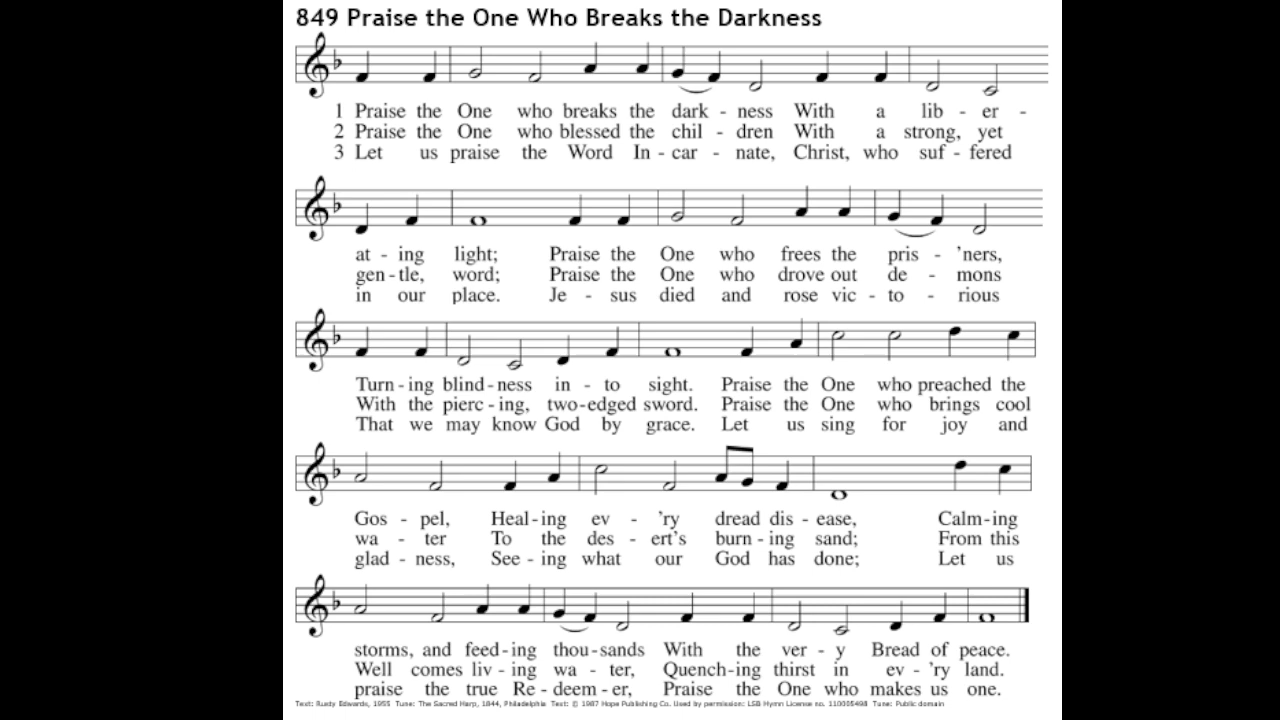 849 Praise the One Who Breaks the Darkness
1 Praise the One who breaks the dark - ness With a lib - er -
2 Praise the One who blessed the chil - dren With a strong, yet
3 Let us praise the Word In - car - nate, Christ, who suf - fered
at - ing light; Praise the One who frees the pris - 'ners,
gen - tle, word; Praise the One who drove out de - mons
in our place. Je - sus died and rose vic - to - rious
Turn - ing blind - ness in - to sight. Praise the One who preached the
With the pierc - ing, two - edged sword. Praise the One who brings cool
That we may know God by grace. Let us sing for joy and
Gos - pel, Heal - ing ev - 'ry dread dis - ease, Calm - ing
wa - ter To the des - ert's burn - ing sand; From this
glad - ness, See - ing what our God has done; Let us
storms, and feed - ing thou - sands With the ver - y Bread of peace.
Well comes liv - ing wa - ter, Quench - ing thirst in ev - 'ry land.
praise the true Re - deem - er, Praise the One who makes us one.
Text: Rusty Edwards, 1955 Tune: The Sacred Harp, 1844, Philadelphia Text: © 1987 Hope Publishing Co. Used by permission: LSB Hymn License no. 110005498 Tune: Public domain